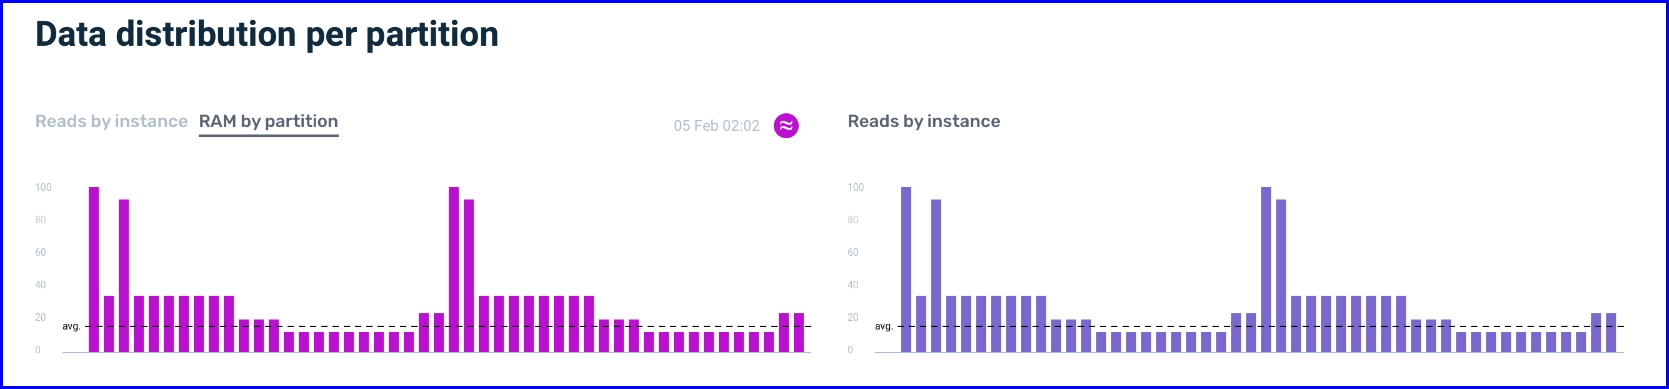 Data distribution per partition
Reads by instance RAM by partition
05 Feb 02:02
100
80
60
40
20
avg.
0
Reads by instance
100
80
60
40
20
avg.
0